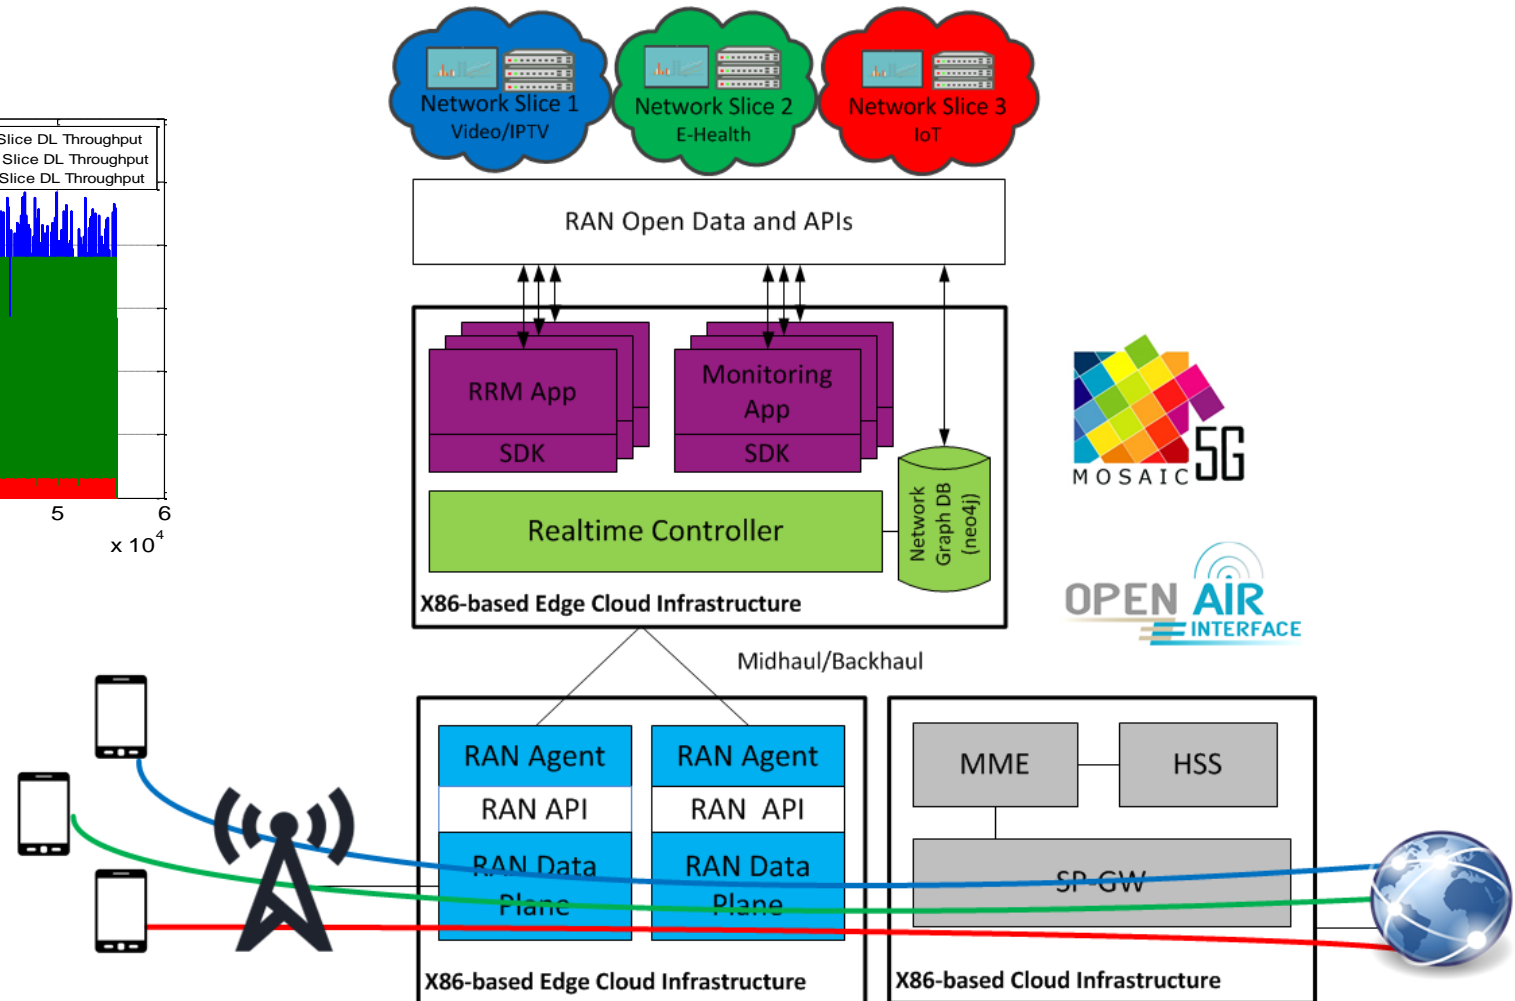 Network Slice 1
Video/IPTV
Network Slice 2
E-Health
Network Slice 3
IoT
Slice DL Throughput
Slice DL Throughput
Slice DL Throughput
5
6
x 10^4
RAN Open Data and APIs
RRM App
SDK
Monitoring
App
SDK
Realtime Controller
Network
Graph DB
(neo4j)
X86-based Edge Cloud Infrastructure
MOSAIC 5G
OPEN AIR
INTERFACE
Midhaul/Backhaul
RAN Agent
RAN API
RAN Data
Plane
RAN Agent
RAN API
RAN Data
Plane
X86-based Edge Cloud Infrastructure
MME
HSS
SP-GW
X86-based Cloud Infrastructure